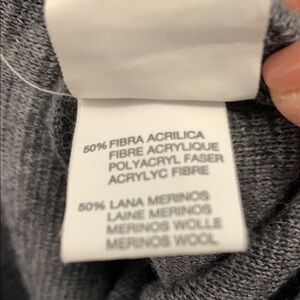 50% FIBRA ACRILICA
FIBRE ACRYLIQUE
POLYACRYL FASER
ACRYLYC FIBRE
50% LANA MERINOS
LAINE MERINOS
MERINOS WOLLE
MERINOS WOOL